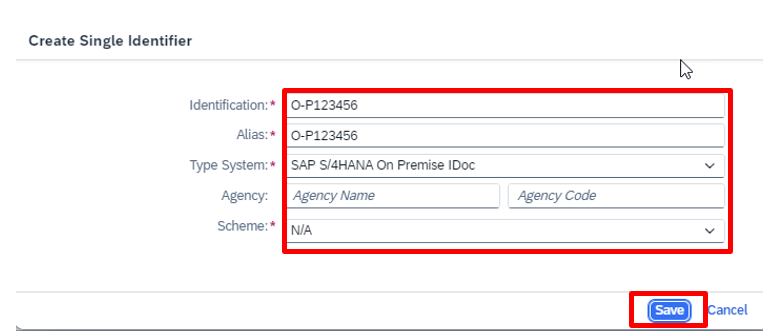 Create Single Identifier
Identification:* O-P123456
Alias:* O-P123456
Type System:* SAP S/4HANA On Premise IDoc
Agency: Agency Name Agency Code
Scheme:* N/A
Save Cancel